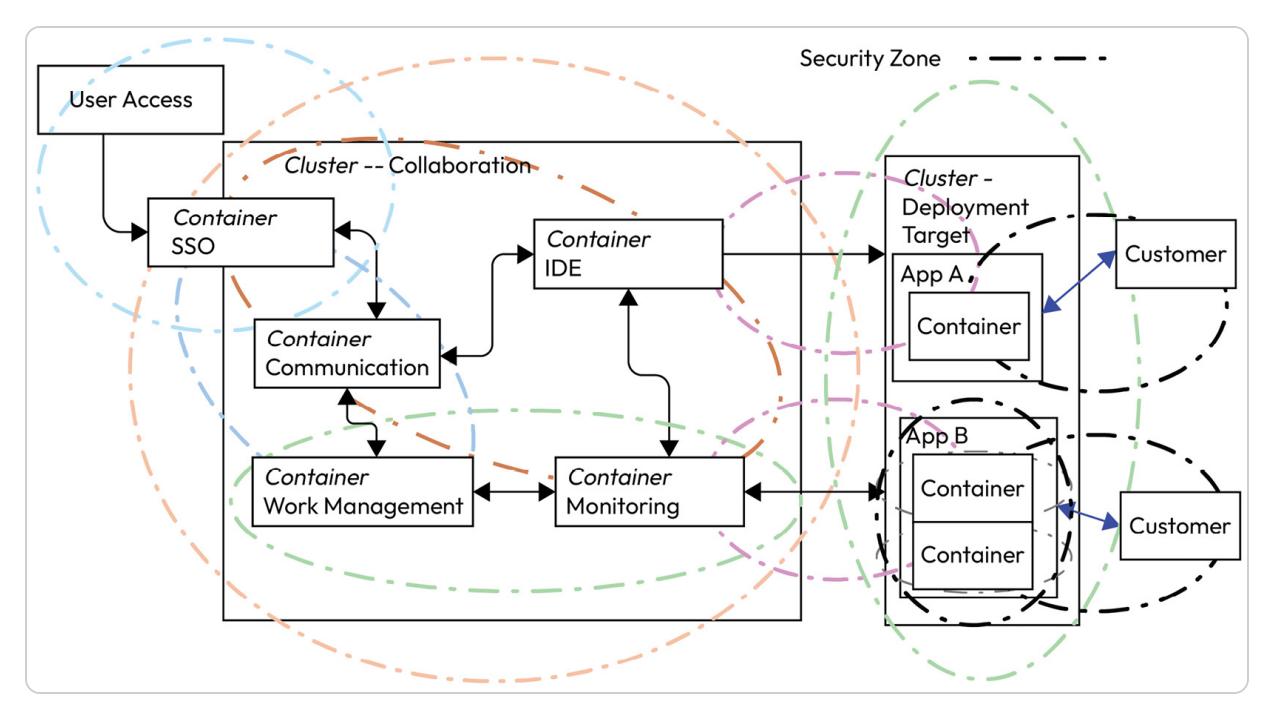 Security Zone
User Access
Cluster -- Collaboration
Container
SSO
Container
IDE
Container
Communication
Container
Work Management
Container
Monitoring
Cluster -
Deployment
Target
App A
Container
Customer
App B
Container
Container
Customer